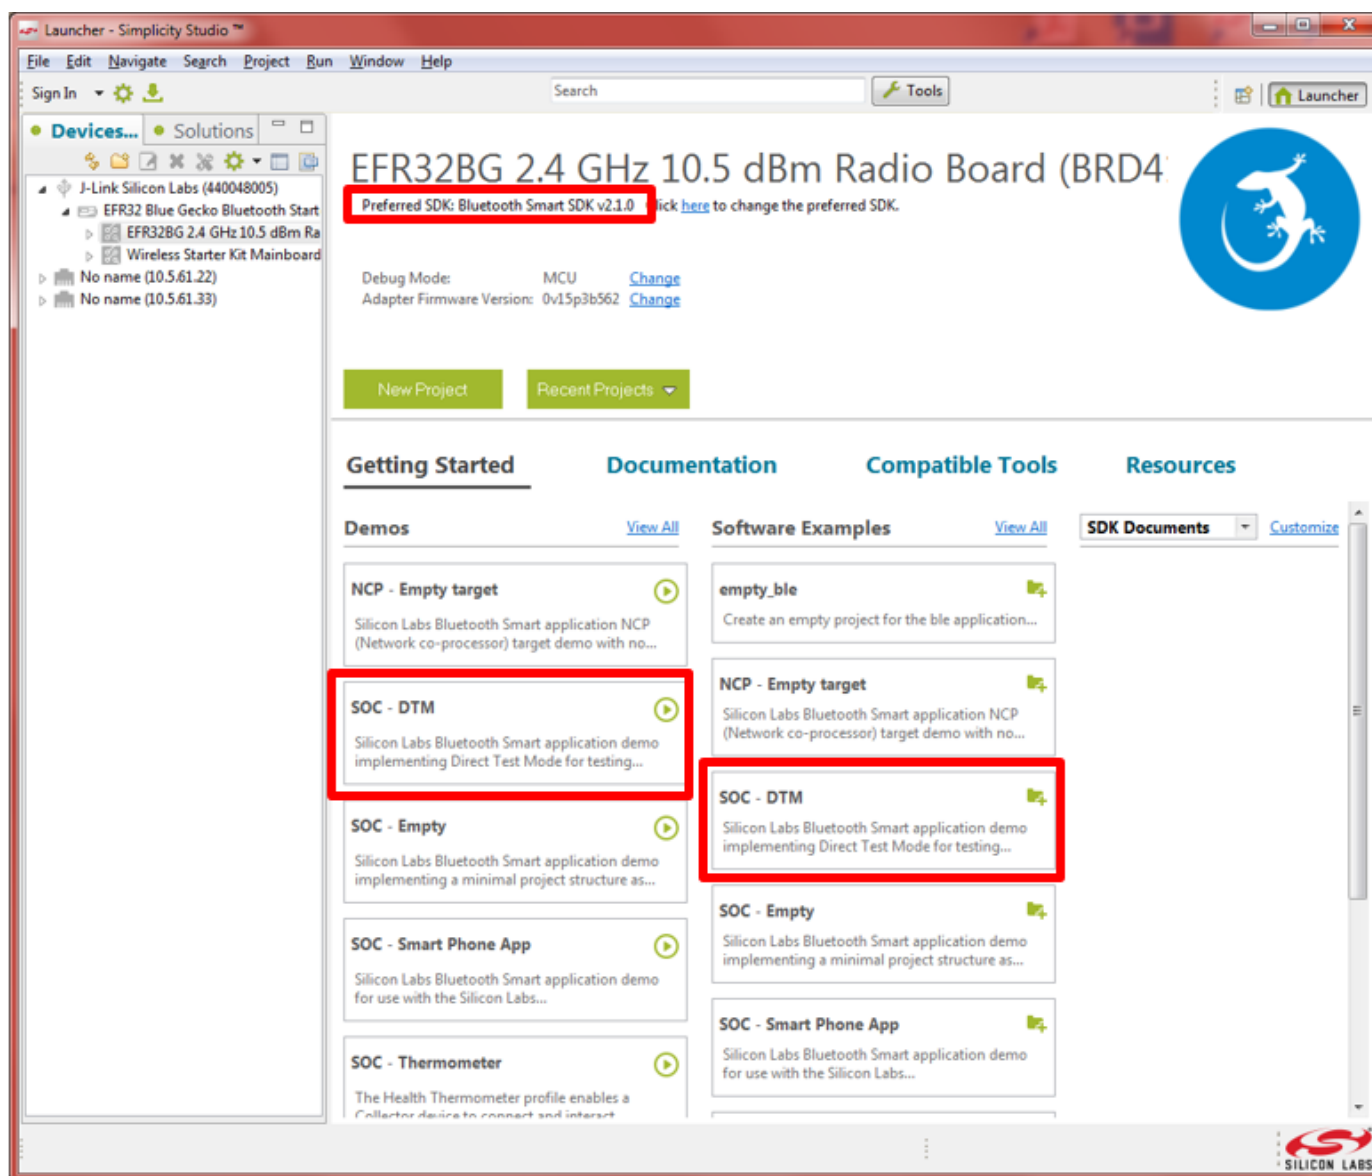 Launcher - Simplicity Studio ™
File Edit Navigate Search Project Run Window Help
Sign In
Search
Tools
Launcher
Devices...
Solutions
J-Link Silicon Labs (440048005)
EFR32 Blue Gecko Bluetooth Start
EFR32BG 2.4 GHz 10.5 dBm Ra
Wireless Starter Kit Mainboard
No name (10.5.61.22)
No name (10.5.61.33)
EFR32BG 2.4 GHz 10.5 dBm Radio Board (BRD41
Preferred SDK: Bluetooth Smart SDK v2.1.0 lick here to change the preferred SDK.
Debug Mode: MCU Change
Adapter Firmware Version: 0v15p3b562 Change
New Project
Recent Projects
Getting Started
Documentation
Compatible Tools
Resources
Demos
View All
NCP - Empty target
Silicon Labs Bluetooth Smart application NCP
(Network co-processor) target demo with no...
SOC - DTM
Silicon Labs Bluetooth Smart application demo
implementing Direct Test Mode for testing...
SOC - Empty
Silicon Labs Bluetooth Smart application demo
implementing a minimal project structure as...
SOC - Smart Phone App
Silicon Labs Bluetooth Smart application demo
for use with the Silicon Labs...
SOC - Thermometer
The Health Thermometer profile enables a
Collector device to connect and interact
Software Examples
View All
empty_ble
Create an empty project for the ble application...
NCP - Empty target
Silicon Labs Bluetooth Smart application NCP
(Network co-processor) target demo with no...
SOC - DTM
Silicon Labs Bluetooth Smart application demo
implementing Direct Test Mode for testing...
SOC - Empty
Silicon Labs Bluetooth Smart application demo
implementing a minimal project structure as...
SOC - Smart Phone App
Silicon Labs Bluetooth Smart application demo
for use with the Silicon Labs...
SDK Documents
Customize
SILICON LABS